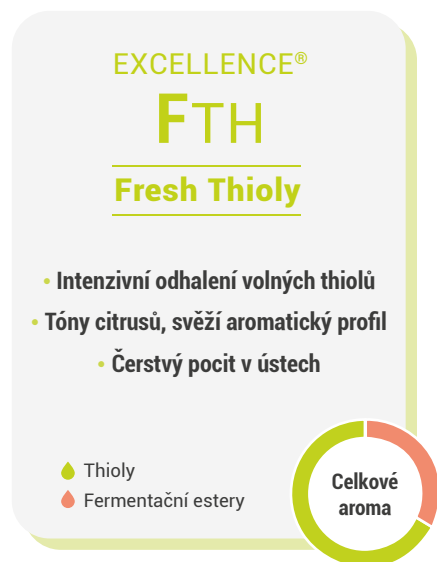 EXCELLENCE®
FTH
Fresh Thioly
• Intenzivní odhalení volných thiolů
• Tóny citrusů, svěží aromatický profil
• Čerstvý pocit v ústech
Thioly
Fermentační estery
Celkové
aroma